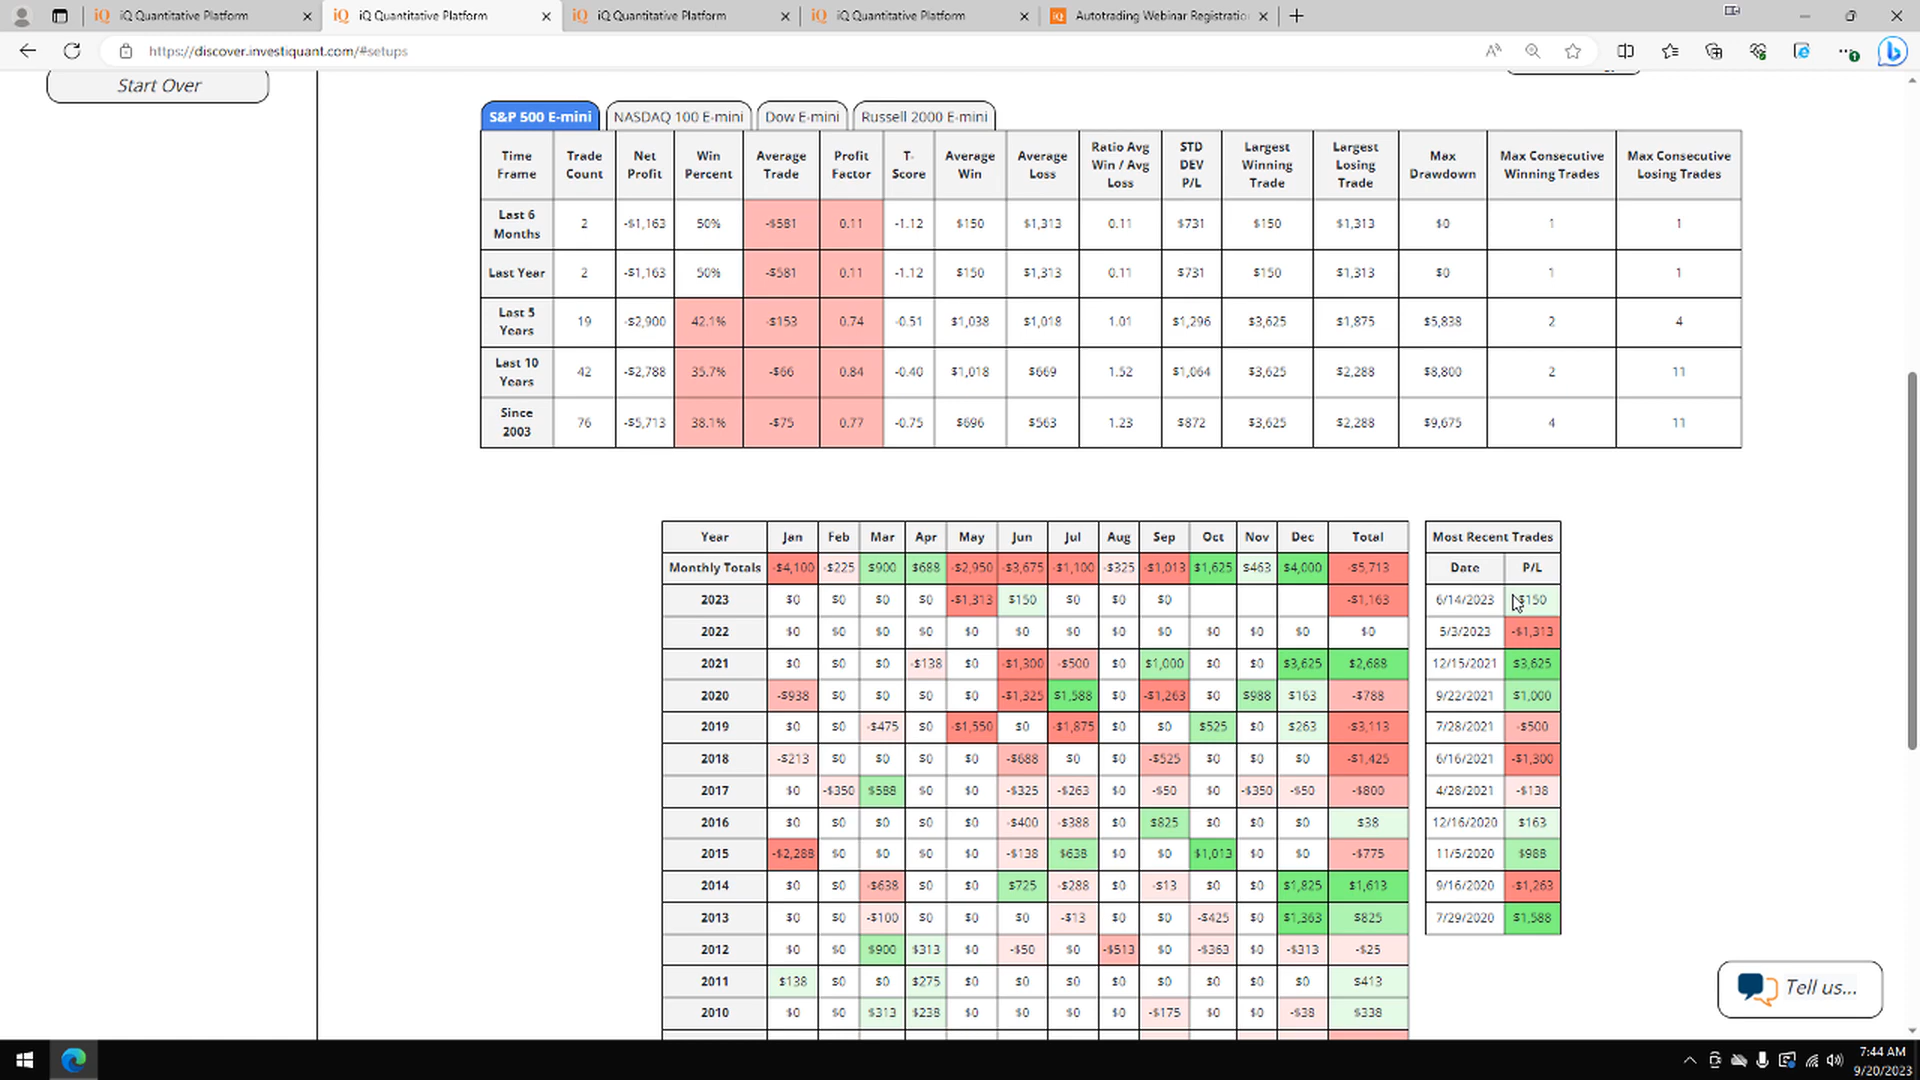 iQ Quantitative Platform
iQ Quantitative Platform
iQ Quantitative Platform
iQ Quantitative Platform
Autotrading Webinar Registratio
https://discover.investiquant.com/#setups
Start Over
S&P 500 E-mini NASDAQ 100 E-mini Dow E-mini Russell 2000 E-mini
Time Frame Trade Count Net Profit Win Percent Average Trade Profit Factor T-Score Average Win Average Loss Ratio Avg Win / Avg Loss STD DEV P/L Largest Winning Trade Largest Losing Trade Max Drawdown Max Consecutive Winning Trades Max Consecutive Losing Trades
Last 6 Months 2 -$1,163 50% -$581 0.11 -1.12 $150 $1,313 0.11 $731 $150 $1,313 $0 1 1
Last Year 2 -$1,163 50% -$581 0.11 -1.12 $150 $1,313 0.11 $731 $150 $1,313 $0 1 1
Last 5 Years 19 -$2,900 42.1% -$153 0.74 -0.51 $1,038 $1,018 1.01 $1,296 $3,625 $1,875 $5,838 2 4
Last 10 Years 42 -$2,788 35.7% -$66 0.84 -0.40 $1,018 $669 1.52 $1,064 $3,625 $2,288 $8,800 2 11
Since 2003 76 -$5,713 38.1% -$75 0.77 -0.75 $696 $563 1.23 $872 $3,625 $2,288 $9,675 4 11
Year Jan Feb Mar Apr May Jun Jul Aug Sep Oct Nov Dec Total
Monthly Totals -$4,100 -$225 $900 $688 -$2,950 -$3,675 -$1,100 -$325 -$1,013 $1,625 $463 $4,000 -$5,713
2023 $0 $0 $0 $0 -$1,313 $150 $0 $0 $0 -$1,163
2022 $0 $0 $0 $0 $0 $0 $0 $0 $0 $0 $0 $0 $0
2021 $0 $0 $0 -$138 $0 -$1,300 -$500 $0 $1,000 $0 $0 $3,625 $2,688
2020 -$938 $0 $0 $0 $0 -$1,325 $1,588 $0 -$1,263 $0 $988 $163 -$788
2019 $0 $0 -$475 $0 -$1,550 $0 -$1,875 $0 $0 $525 $0 $263 -$3,113
2018 -$213 $0 $0 $0 $0 -$688 $0 $0 -$525 $0 $0 $0 -$1,425
2017 $0 -$350 $588 $0 $0 -$325 -$263 $0 -$50 $0 -$350 -$50 -$800
2016 $0 $0 $0 $0 $0 -$400 -$388 $0 $825 $0 $0 $0 $38
2015 -$2,288 $0 $0 $0 $0 -$138 $638 $0 $0 $1,013 $0 $0 -$775
2014 $0 $0 -$638 $0 $0 $725 -$288 $0 -$13 $0 $0 $1,825 $1,613
2013 $0 $0 -$100 $0 $0 $0 -$13 $0 $0 -$425 $0 $1,363 $825
2012 $0 $0 $900 $313 $0 -$50 $0 -$513 $0 -$363 $0 -$313 -$25
2011 $138 $0 $0 $275 $0 $0 $0 $0 $0 $0 $0 $0 $413
2010 $0 $0 $313 $238 $0 $0 $0 $0 -$175 $0 $0 -$38 $338
Most Recent Trades
Date P/L
6/14/2023 $150
5/3/2023 -$1,313
12/15/2021 $3,625
9/22/2021 $1,000
7/28/2021 -$500
6/16/2021 -$1,300
4/28/2021 -$138
12/16/2020 $163
11/5/2020 $988
9/16/2020 -$1,263
7/29/2020 $1,588
Tell us...
7:44 AM
9/20/2023